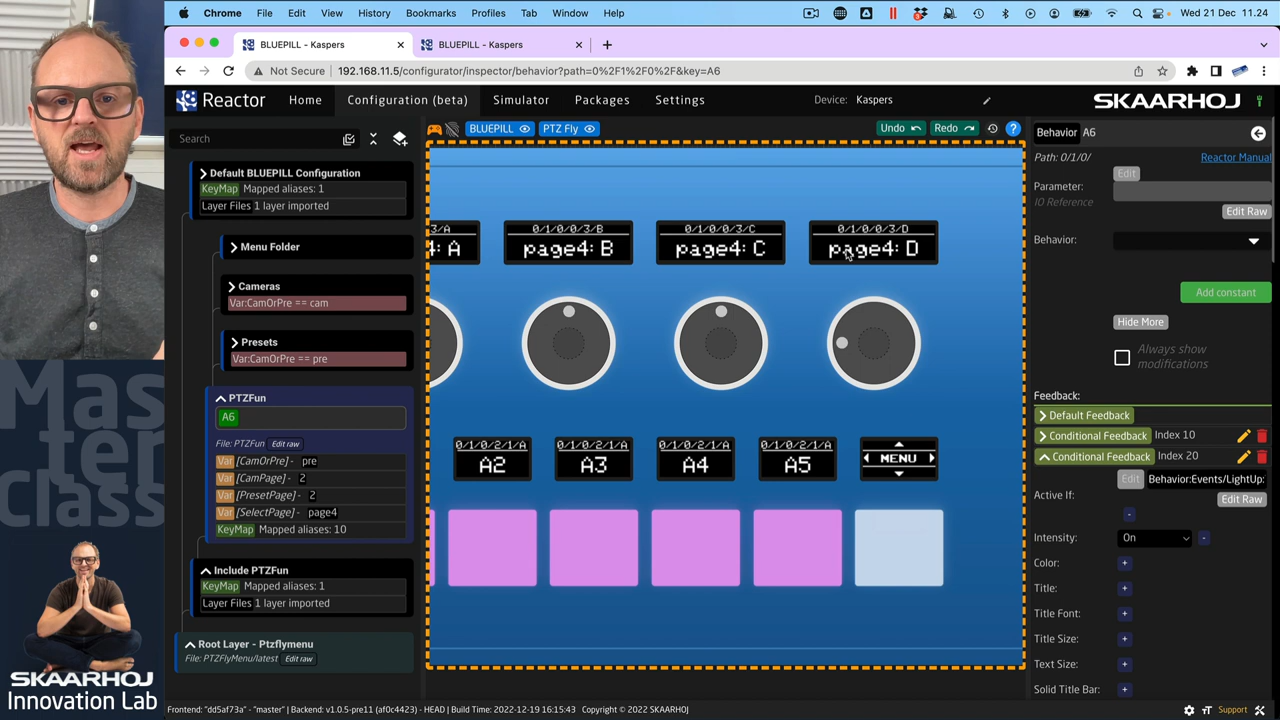 Chrome File Edit View History Bookmarks Profiles Tab Window Help Wed 21 Dec 11.24
BLUEPILL – Kaspers
BLUEPILL – Kaspers
Not Secure 192.168.11.5/configurator/inspector/behavior?path=0%2F1%2F0%2F&key=A6
Reactor Home Configuration (beta) Simulator Packages Settings Device: Kaspers SKAARHOJ
Search
BLUEPILL PTZ Fly Undo Redo ?
Default BLUEPILL Configuration
KeyMap Mapped aliases: 1
Layer Files 1 layer imported
Menu Folder
Cameras
Var:CamOrPre == cam
Presets
Var:CamOrPre == pre
PTZFun
A6
File: PTZFun Edit raw
Var [CamOrPre] - pre
Var [CamPage] - 2
Var [PresetPage] - 2
Var [SelectPage] - page4
KeyMap Mapped aliases: 10
Include PTZFun
KeyMap Mapped aliases: 1
Layer Files 1 layer imported
Root Layer - Ptzflymenu
File: PTZFlyMenu/latest Edit raw
3/A 0/1/0/0/3/B 0/1/0/0/3/C 0/1/0/0/3/D
4: A page4: B page4: C page4: D
0/1/0/2/1/A 0/1/0/2/1/A 0/1/0/2/1/A 0/1/0/2/1/A
A2 A3 A4 A5 MENU
Behavior A6
Path: 0/1/0/ Reactor Manual
Edit
Parameter:
IO Reference
Edit Raw
Behavior:
Add constant
Hide More
Always show
modifications
Feedback:
Default Feedback
Conditional Feedback Index 10
Conditional Feedback Index 20
Edit Behavior:Events/LightUp:
Active If: Edit Raw
-
Intensity: On -
Color: +
Title: +
Title Font: +
Title Size: +
Text Size: +
Solid Title Bar: +
Master
Class
SKAARHOJ
Innovation Lab
Frontend: "dd5af73a" - "master" | Backend: v1.0.5-pre11 (af0c4423) - HEAD | Build Time: 2022-12-19 16:15:43 Copyright © 2022 SKAARHOJ
Support